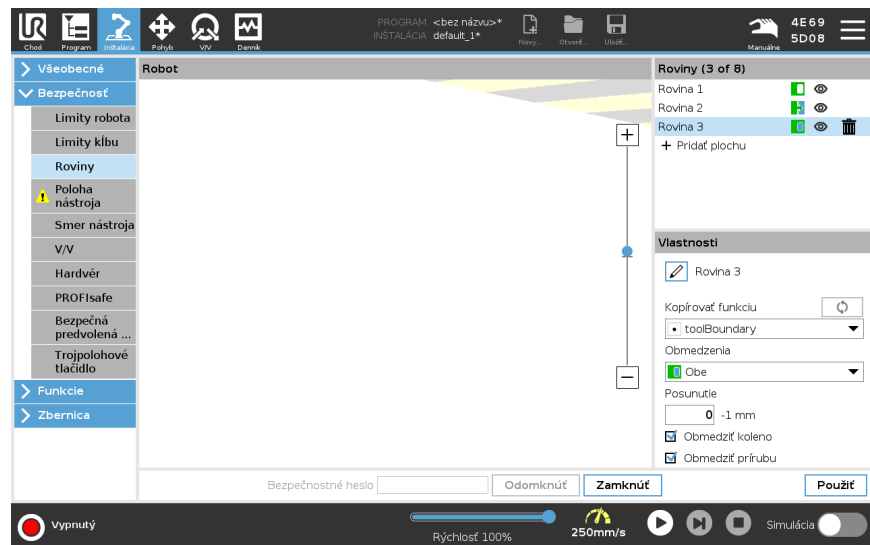 PROGRAM <bez názvu>*
INŠTALÁCIA default_1*
Chod Program Inštalácia Pohyb V/V Denník
Nový... Otvoriť... Uložiť...
Manuálne
4E69
5D08
Všeobecné
Bezpečnosť
Limity robota
Limity kĺbu
Roviny
Poloha
nástroja
Smer nástroja
V/V
Hardvér
PROFIsafe
Bezpečná
predvolená ...
Trojpolohové
tlačidlo
Funkcie
Zbernica
Robot
Roviny (3 of 8)
Rovina 1
Rovina 2
Rovina 3
Pridať plochu
Vlastnosti
Rovina 3
Kopírovať funkciu
toolBoundary
Obmedzenia
Obe
Posunutie
0 -1 mm
Obmedziť koleno
Obmedziť prírubu
Bezpečnostné heslo Odomknúť Zamknúť Použiť
Vypnutý
Rýchlosť 100%
250mm/s
Simulácia